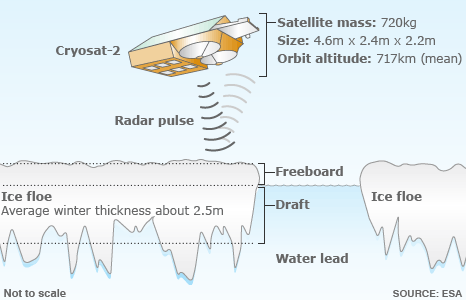 Satellite mass: 720kg
Size: 4.6m x 2.4m x 2.2m
Orbit altitude: 717km (mean)
Cryosat-2
Radar pulse
Freeboard
Ice floe
Average winter thickness about 2.5m
Draft
Ice floe
Water lead
Not to scale
SOURCE: ESA